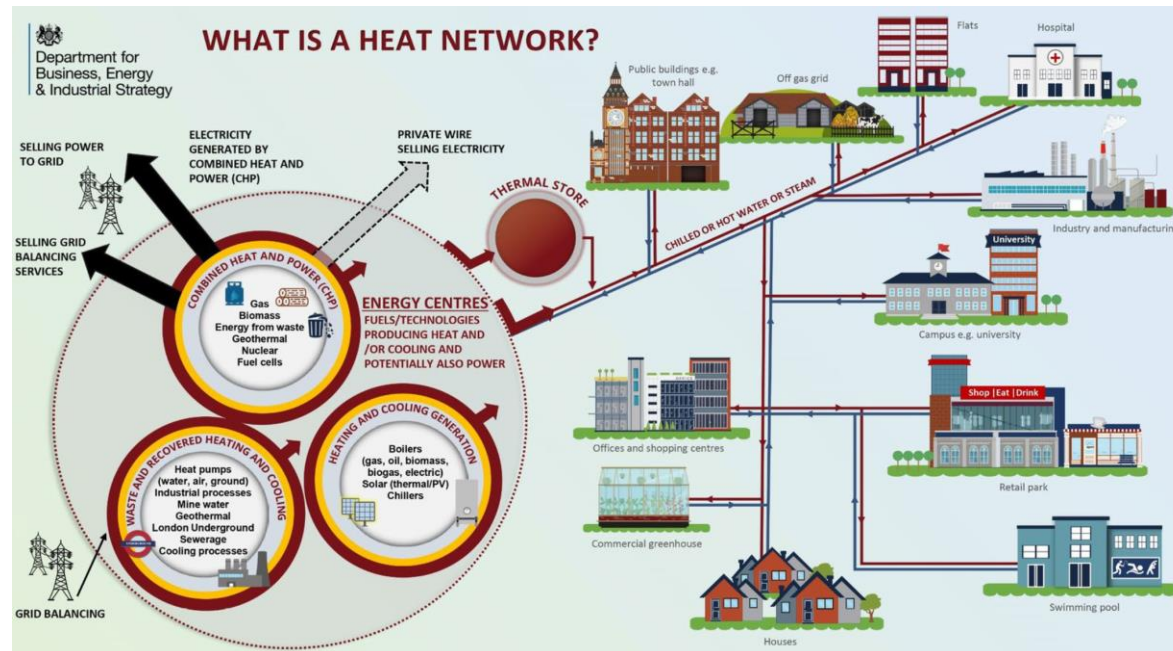 Department for
Business, Energy
& Industrial Strategy
WHAT IS A HEAT NETWORK?
SELLING POWER
TO GRID
ELECTRICITY
GENERATED BY
COMBINED HEAT AND
POWER (CHP)
PRIVATE WIRE
SELLING ELECTRICITY
SELLING GRID
BALANCING
SERVICES
COMBINED HEAT AND POWER (CHP)
Gas
Biomass
Energy from waste
Geothermal
Nuclear
Fuel cells
ENERGY CENTRES
FUELS/TECHNOLOGIES
PRODUCING HEAT AND
/OR COOLING AND
POTENTIALLY ALSO POWER
HEATING AND COOLING GENERATION
Boilers
(gas, oil, biomass,
biogas, electric)
Solar (thermal/PV)
Chillers
WASTE AND RECOVERED HEATING AND COOLING
Heat pumps
(water, air, ground)
Industrial processes
Mine water
Geothermal
London Underground
Sewerage
Cooling processes
GRID BALANCING
THERMAL STORE
CHILLED OR HOT WATER OR STEAM
Public buildings e.g.
town hall
Off gas grid
Flats
Hospital
Industry and manufacturin
University
Campus e.g. university
Offices and shopping centres
Shop |Eat |Drink
Retail park
Commercial greenhouse
Houses
Swimming pool